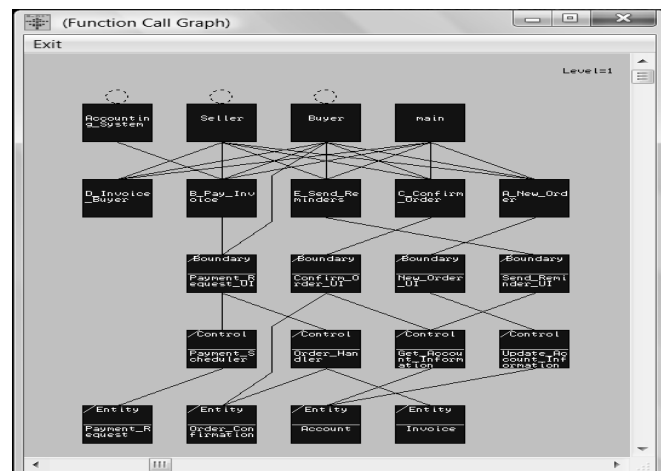 (Function Call Graph)
Exit
Level=1
Accountin
g_System
Seller
Buyer
main
D_Invoice
_Buyer
B_Pay_Inv
oice
E_Send_Re
minders
C_Confirm
_Order
A_New_Ord
er
Boundary
Payment_R
equest_UI
Boundary
Confirm_O
rder_UI
Boundary
New_Order
_UI
Boundary
Send_Remi
nder_UI
Control
Payment_S
cheduler
Control
Order_Han
dler
Control
Get_Accou
nt_Inform
ation
Control
Update_Ac
count_Inf
ormation
Entity
Payment_R
equest
Entity
Order_Con
firmation
Entity
Account
Entity
Invoice